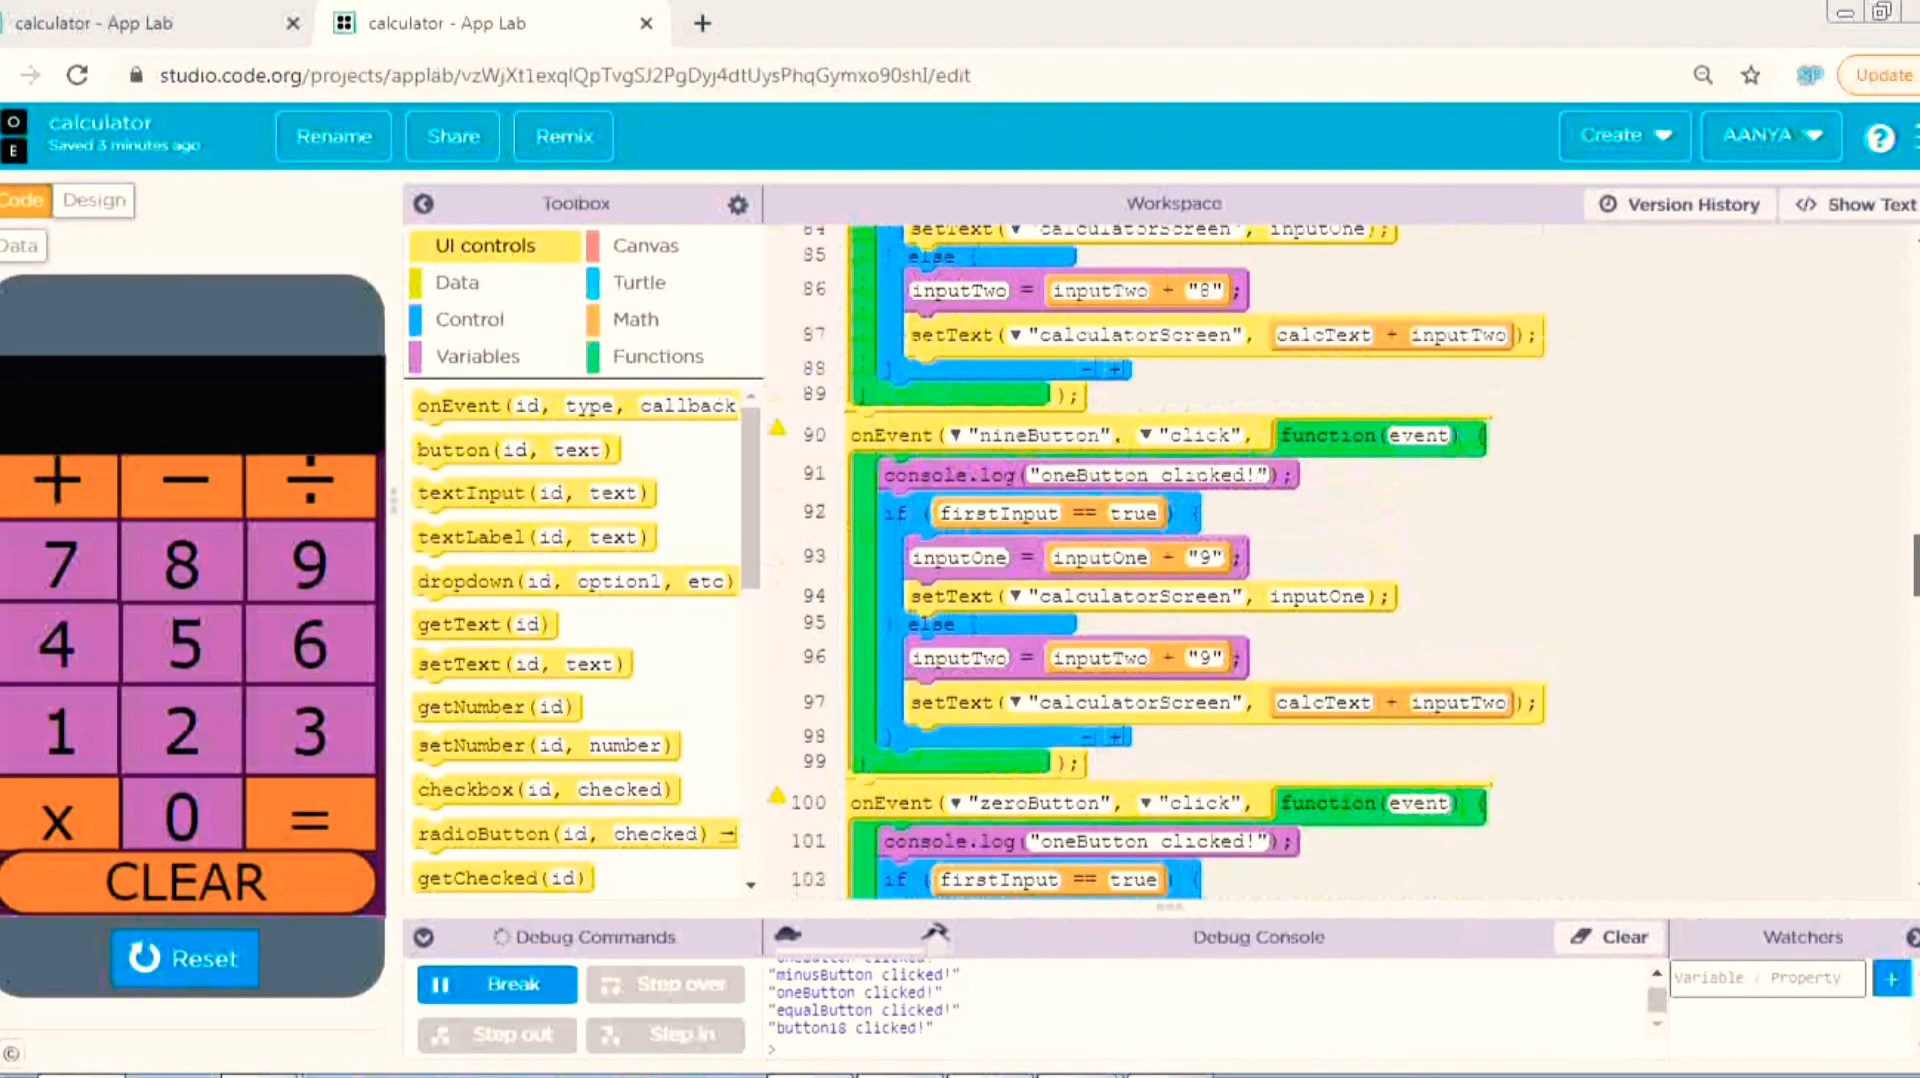 calculator - App Lab
calculator - App Lab
studio.code.org/projects/applab/vzWjXt1exqlQpTvgSJ2PgDyj4dtUysPhqGymxo90shI/edit
Update
O
E
calculator
Saved 3 minutes ago
Rename
Share
Remix
Create
AANYA
?
Code
Design
Data
+ − ÷
7 8 9
4 5 6
1 2 3
x 0 =
CLEAR
Reset
Toolbox
UI controls
Canvas
Data
Turtle
Control
Math
Variables
Functions
onEvent(id, type, callback
button(id, text)
textInput(id, text)
textLabel(id, text)
dropdown(id, option1, etc)
getText(id)
setText(id, text)
getNumber(id)
setNumber(id, number)
checkbox(id, checked)
radioButton(id, checked)
getChecked(id)
Workspace
Version History
</> Show Text
84 setText( "calculatorScreen", inputOne);
85 } else {
86 inputTwo = inputTwo + "8";
87 setText( "calculatorScreen", calcText + inputTwo);
88 } - +
89 });
90 onEvent( "nineButton", "click", function(event) {
91 console.log("oneButton clicked!");
92 if (firstInput == true) {
93 inputOne = inputOne + "9";
94 setText( "calculatorScreen", inputOne);
95 } else {
96 inputTwo = inputTwo + "9";
97 setText( "calculatorScreen", calcText + inputTwo);
98 } - +
99 });
100 onEvent( "zeroButton", "click", function(event) {
101 console.log("oneButton clicked!");
103 if (firstInput == true) {
Debug Commands
Break
Step over
Step out
Step in
Debug Console
Clear
"oneButton clicked!"
"minusButton clicked!"
"oneButton clicked!"
"equalButton clicked!"
"button18 clicked!"
>
Watchers
Variable / Property
+
©